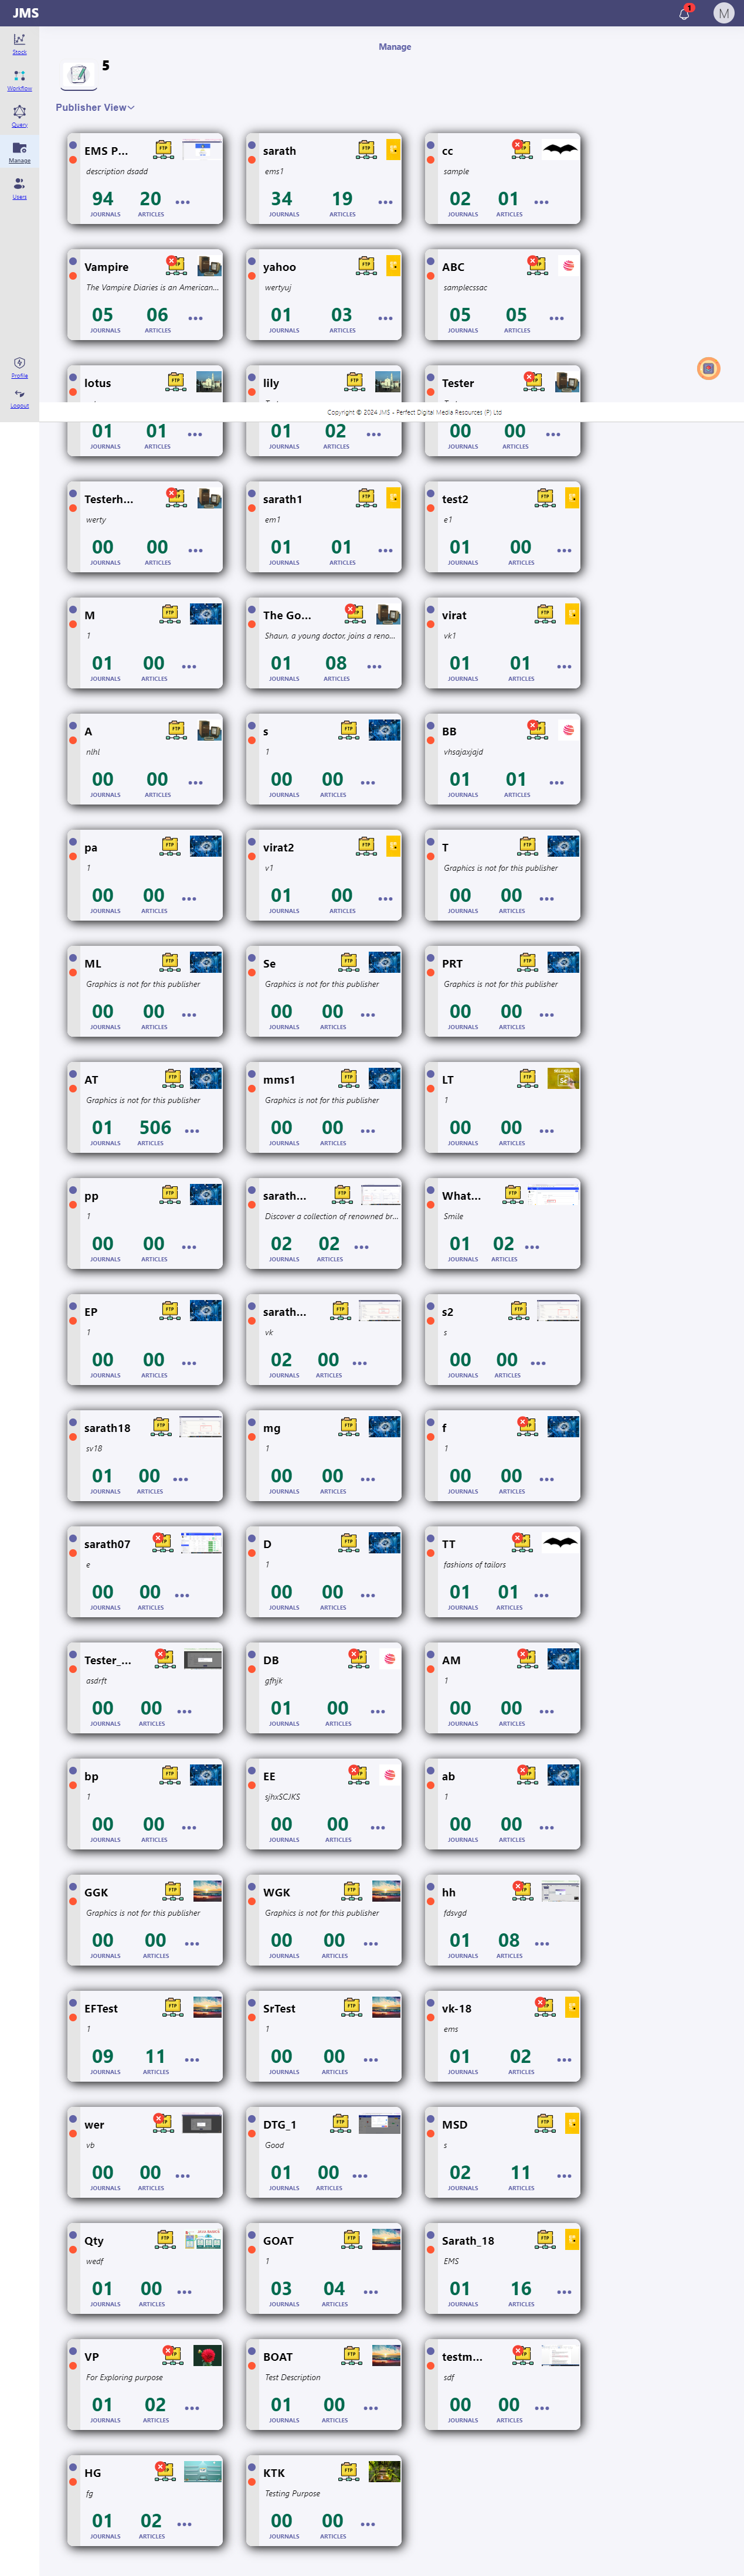 JMS
1
M
Stock
Workflow
Query
Manage
Users
Profile
Logout
Manage
5
Publisher View
EMS P...
FTP
description dsadd
94 20
JOURNALS ARTICLES
sarath
FTP
ems1
34 19
JOURNALS ARTICLES
cc
FTP
sample
02 01
JOURNALS ARTICLES
Vampire
FTP
The Vampire Diaries is an American...
05 06
JOURNALS ARTICLES
yahoo
FTP
wertyuj
01 03
JOURNALS ARTICLES
ABC
FTP
samplecssac
05 05
JOURNALS ARTICLES
lotus
FTP
01 01
JOURNALS ARTICLES
lily
FTP
01 02
JOURNALS ARTICLES
Tester
FTP
00 00
JOURNALS ARTICLES
Copyright © 2024 JMS - Perfect Digital Media Resources (P) Ltd
Testerh...
FTP
werty
00 00
JOURNALS ARTICLES
sarath1
FTP
em1
01 01
JOURNALS ARTICLES
test2
FTP
e1
01 00
JOURNALS ARTICLES
M
FTP
1
01 00
JOURNALS ARTICLES
The Go...
FTP
Shaun, a young doctor, joins a reno...
01 08
JOURNALS ARTICLES
virat
FTP
vk1
01 01
JOURNALS ARTICLES
A
FTP
nlhl
00 00
JOURNALS ARTICLES
s
FTP
1
00 00
JOURNALS ARTICLES
BB
FTP
vhsajaxjajd
01 01
JOURNALS ARTICLES
pa
FTP
1
00 00
JOURNALS ARTICLES
virat2
FTP
v1
01 00
JOURNALS ARTICLES
T
FTP
Graphics is not for this publisher
00 00
JOURNALS ARTICLES
ML
FTP
Graphics is not for this publisher
00 00
JOURNALS ARTICLES
Se
FTP
Graphics is not for this publisher
00 00
JOURNALS ARTICLES
PRT
FTP
Graphics is not for this publisher
00 00
JOURNALS ARTICLES
AT
FTP
Graphics is not for this publisher
01 506
JOURNALS ARTICLES
mms1
FTP
Graphics is not for this publisher
00 00
JOURNALS ARTICLES
LT
FTP
1
00 00
JOURNALS ARTICLES
pp
FTP
1
00 00
JOURNALS ARTICLES
sarath...
FTP
Discover a collection of renowned br...
02 02
JOURNALS ARTICLES
What...
FTP
Smile
01 02
JOURNALS ARTICLES
EP
FTP
1
00 00
JOURNALS ARTICLES
sarath...
FTP
vk
02 00
JOURNALS ARTICLES
s2
FTP
s
00 00
JOURNALS ARTICLES
sarath18
FTP
sv18
01 00
JOURNALS ARTICLES
mg
FTP
1
00 00
JOURNALS ARTICLES
f
FTP
1
00 00
JOURNALS ARTICLES
sarath07
FTP
e
00 00
JOURNALS ARTICLES
D
FTP
1
00 00
JOURNALS ARTICLES
TT
FTP
fashions of tailors
01 01
JOURNALS ARTICLES
Tester_...
FTP
asdrft
00 00
JOURNALS ARTICLES
DB
FTP
gfhjk
01 00
JOURNALS ARTICLES
AM
FTP
1
00 00
JOURNALS ARTICLES
bp
FTP
1
00 00
JOURNALS ARTICLES
EE
FTP
sjhxSCJKS
00 00
JOURNALS ARTICLES
ab
FTP
1
00 00
JOURNALS ARTICLES
GGK
FTP
Graphics is not for this publisher
00 00
JOURNALS ARTICLES
WGK
FTP
Graphics is not for this publisher
00 00
JOURNALS ARTICLES
hh
FTP
fdsvgd
01 08
JOURNALS ARTICLES
EFTest
FTP
1
09 11
JOURNALS ARTICLES
SrTest
FTP
1
00 00
JOURNALS ARTICLES
vk-18
FTP
ems
01 02
JOURNALS ARTICLES
wer
FTP
vb
00 00
JOURNALS ARTICLES
DTG_1
FTP
Good
01 00
JOURNALS ARTICLES
MSD
FTP
s
02 11
JOURNALS ARTICLES
Qty
FTP
wedf
01 00
JOURNALS ARTICLES
GOAT
FTP
1
03 04
JOURNALS ARTICLES
Sarath_18
FTP
EMS
01 16
JOURNALS ARTICLES
VP
FTP
For Exploring purpose
01 02
JOURNALS ARTICLES
BOAT
FTP
Test Description
01 00
JOURNALS ARTICLES
testm...
FTP
sdf
00 00
JOURNALS ARTICLES
HG
FTP
fg
01 02
JOURNALS ARTICLES
KTK
FTP
Testing Purpose
00 00
JOURNALS ARTICLES